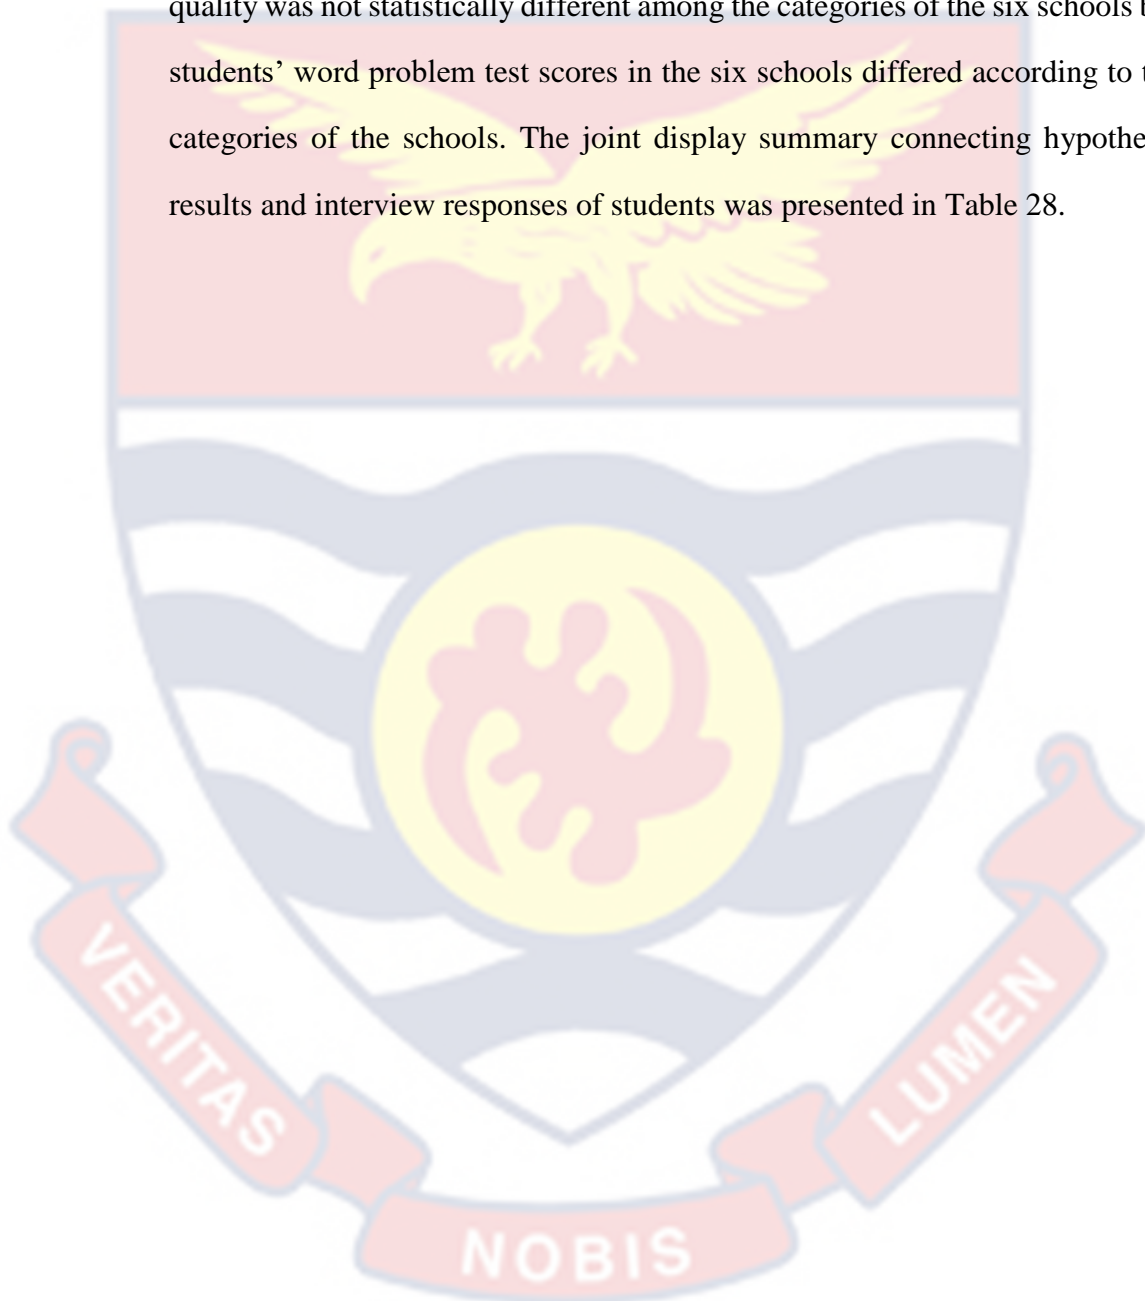 quality was not statistically different among the categories of the six schools
students’ word problem test scores in the six schools differed according to
categories of the schools. The joint display summary connecting
results and interview responses of students was presented in Table 28.
VERITAS
NOBIS
LUMEN